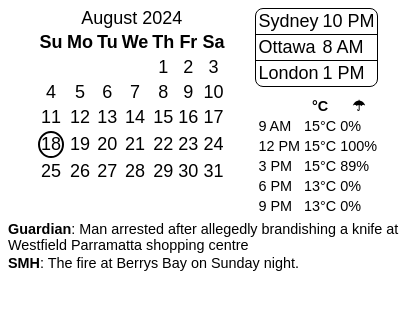 August 2024
Su Mo Tu We Th Fr Sa
1 2 3
4 5 6 7 8 9 10
11 12 13 14 15 16 17
18 19 20 21 22 23 24
25 26 27 28 29 30 31
Sydney 10 PM
Ottawa 8 AM
London 1 PM
°C ☂
9 AM 15°C 0%
12 PM 15°C 100%
3 PM 15°C 89%
6 PM 13°C 0%
9 PM 13°C 0%
Guardian: Man arrested after allegedly brandishing a knife at
Westfield Parramatta shopping centre
SMH: The fire at Berrys Bay on Sunday night.